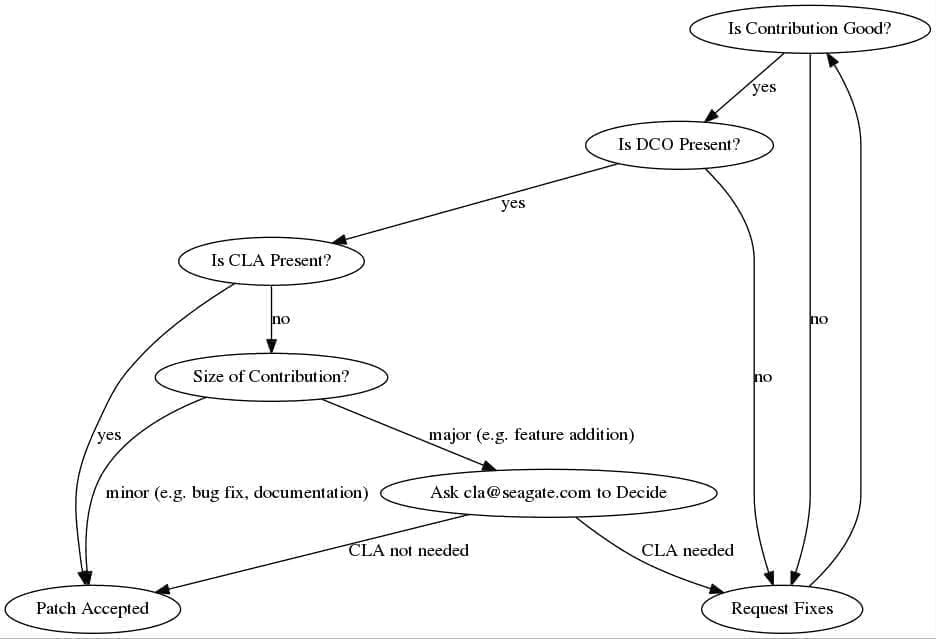 Is Contribution Good?
yes
Is DCO Present?
yes
Is CLA Present?
no
no
Size of Contribution?
no
yes
major (e.g. feature addition)
minor (e.g. bug fix, documentation)
Ask cla@seagate.com to Decide
CLA not needed
CLA needed
Patch Accepted
Request Fixes